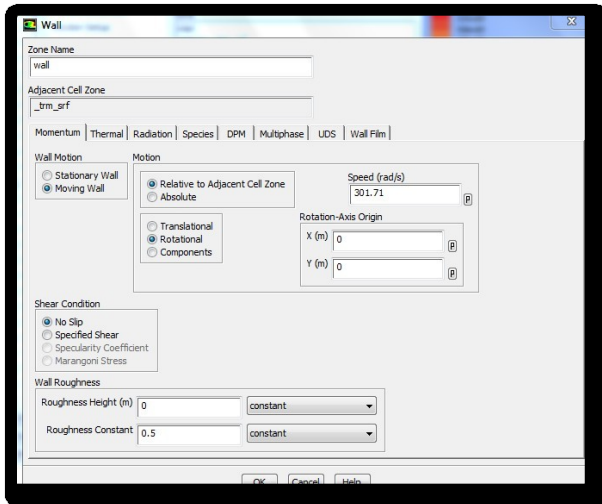 Wall
Zone Name
wall
Adjacent Cell Zone
_trm_srf
Momentum Thermal Radiation Species DPM Multiphase UDS Wall Film
Wall Motion
Stationary Wall
Moving Wall
Motion
Relative to Adjacent Cell Zone
Absolute
Translational
Rotational
Components
Speed (rad/s)
301.71
P
Rotation-Axis Origin
X (m) 0
P
Y (m) 0
P
Shear Condition
No Slip
Specified Shear
Specularity Coefficient
Marangoni Stress
Wall Roughness
Roughness Height (m) 0 constant
Roughness Constant 0.5 constant
OK Cancel Help